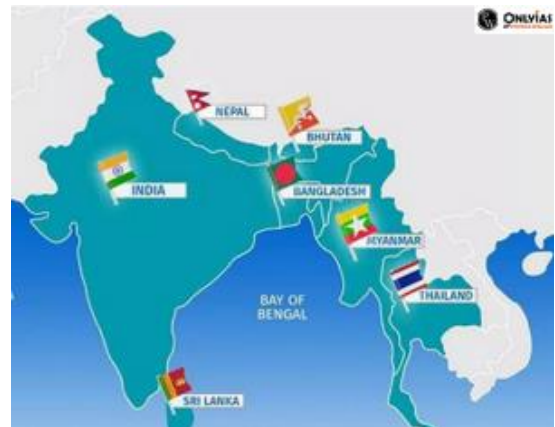 ONLYIAS
NEPAL
BHUTAN
INDIA
BANGLADESH
MYANMAR
THAILAND
BAY OF
BENGAL
SRI LANKA